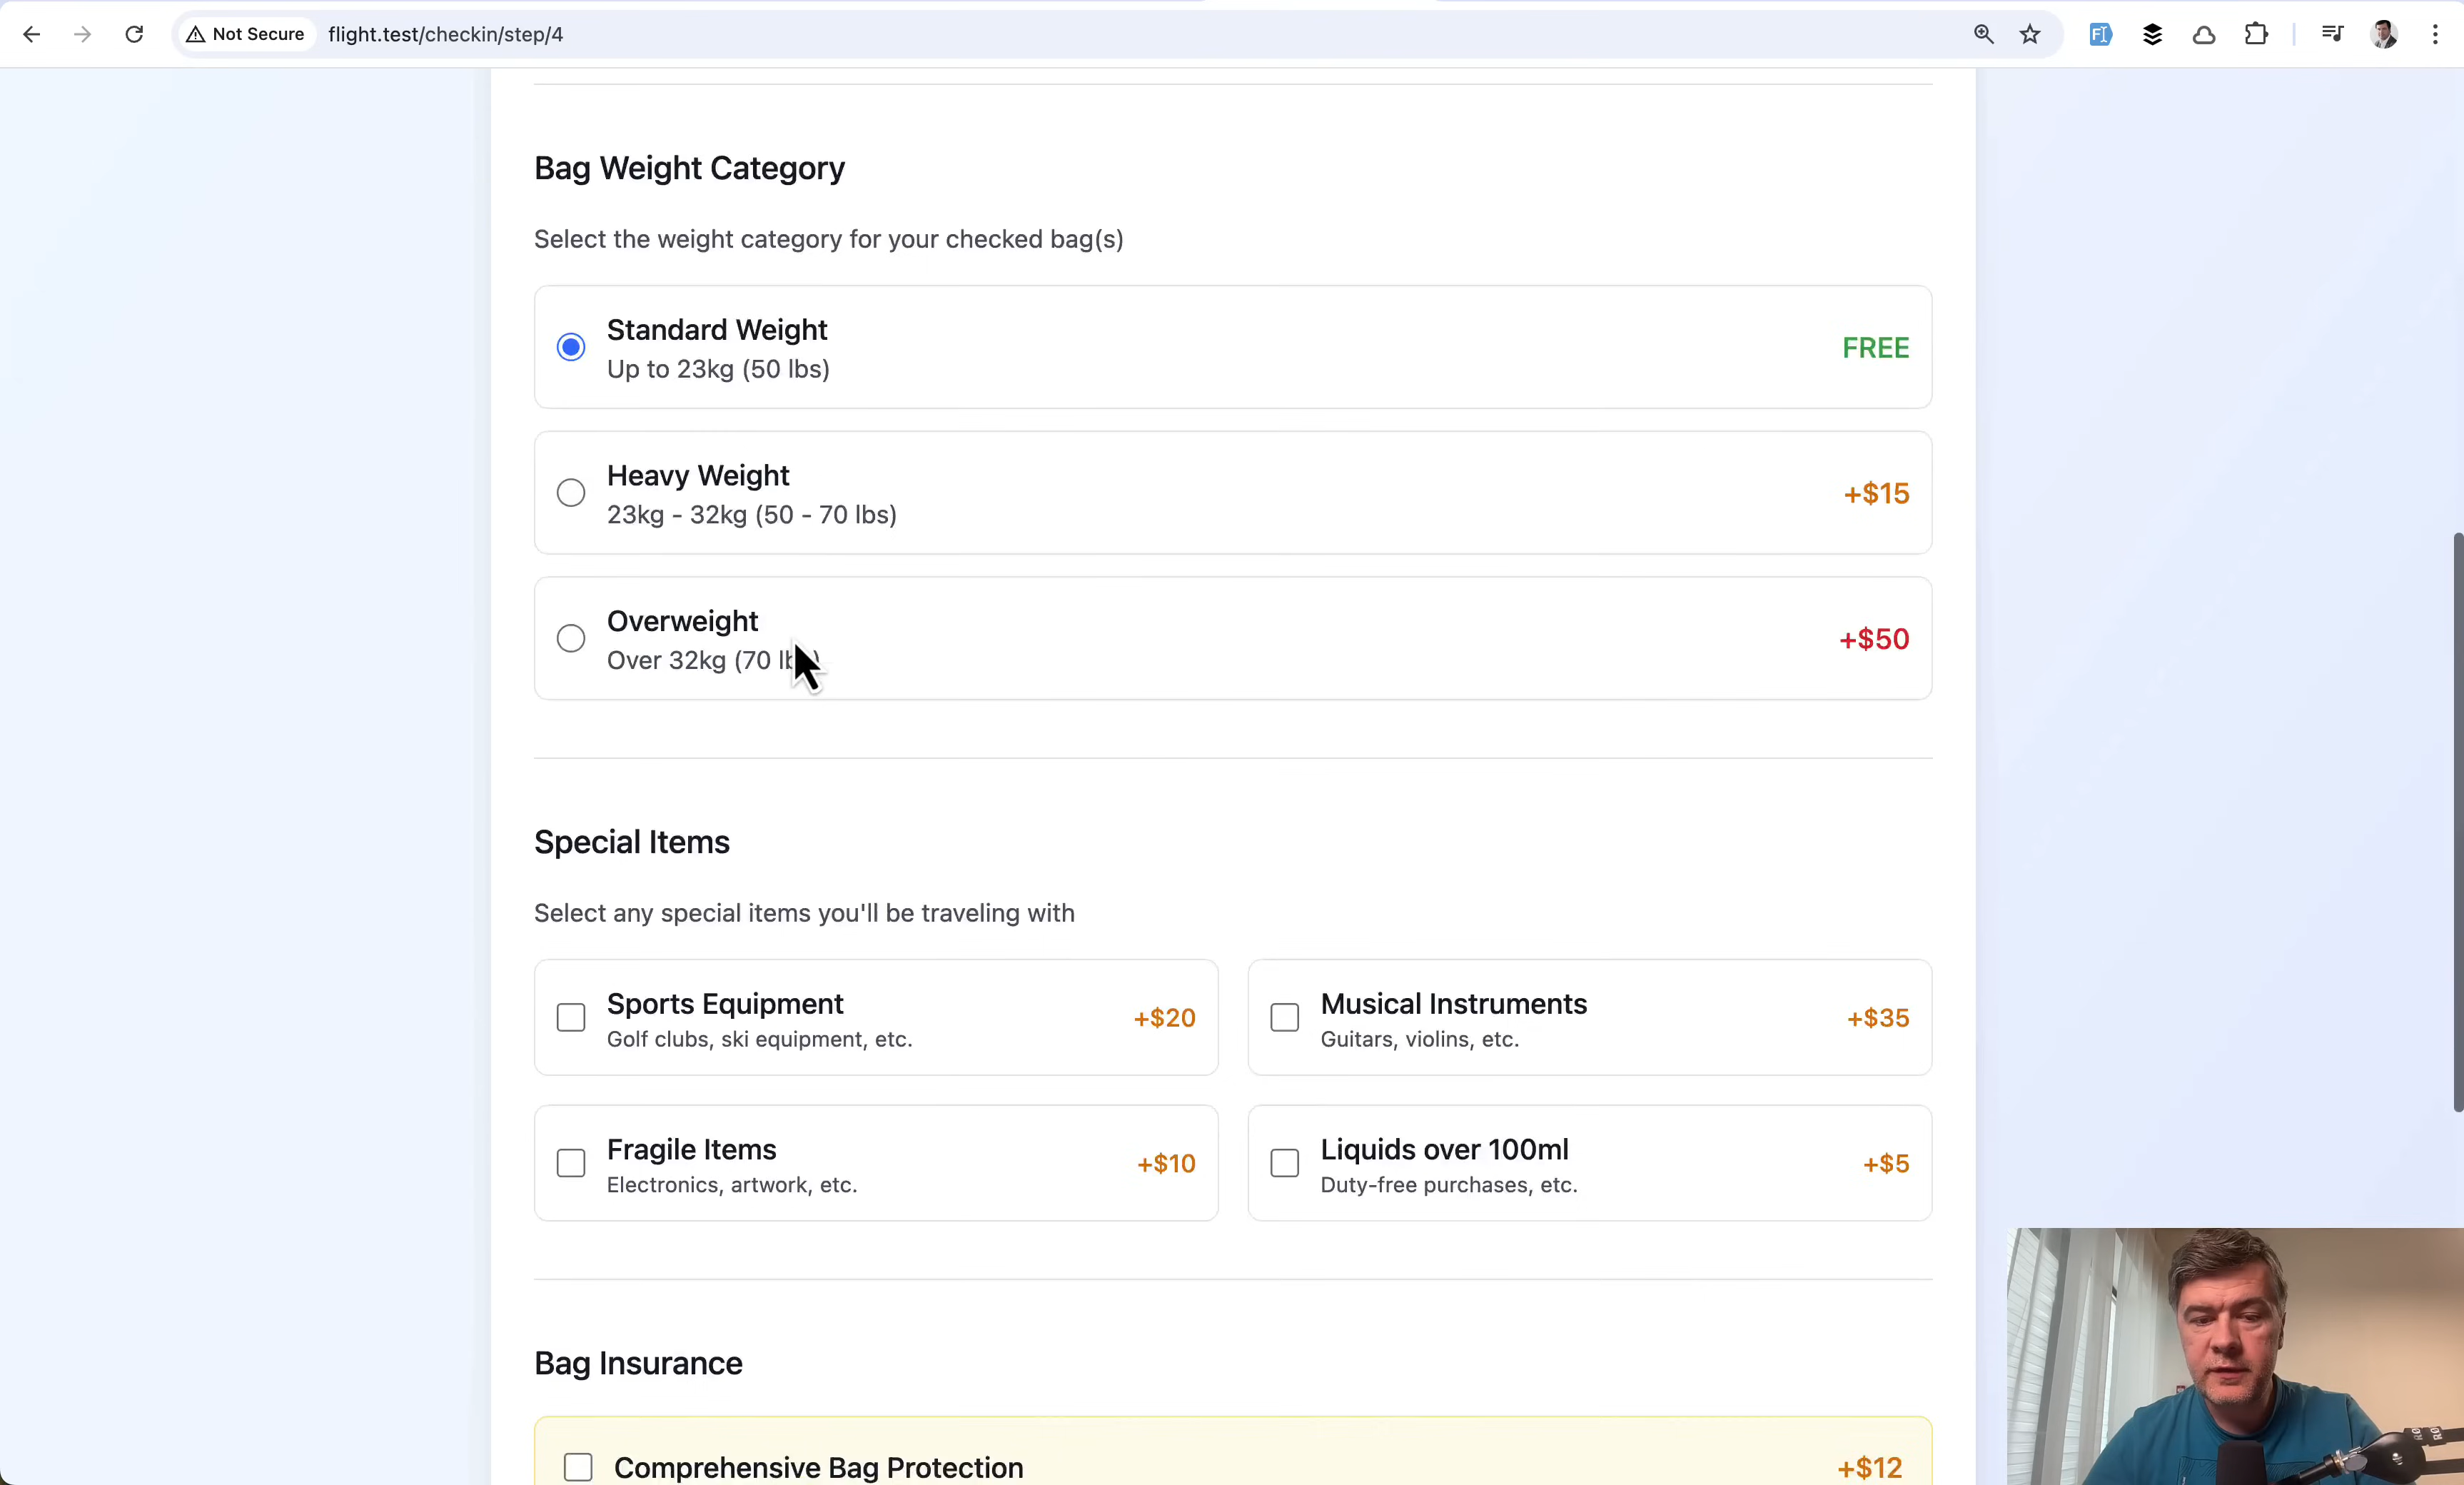 Not Secure
flight.test/checkin/step/4
Bag Weight Category
Select the weight category for your checked bag(s)
Standard Weight
FREE
Up to 23kg (50 lbs)
Heavy Weight
+$15
23kg - 32kg (50 - 70 lbs)
Overweight
+$50
Over 32kg (70 lbs)
Special Items
Select any special items you'll be traveling with
Sports Equipment
+$20
Golf clubs, ski equipment, etc.
Musical Instruments
+$35
Guitars, violins, etc.
Fragile Items
+$10
Electronics, artwork, etc.
Liquids over 100ml
+$5
Duty-free purchases, etc.
Bag Insurance
Comprehensive Bag Protection
+$12